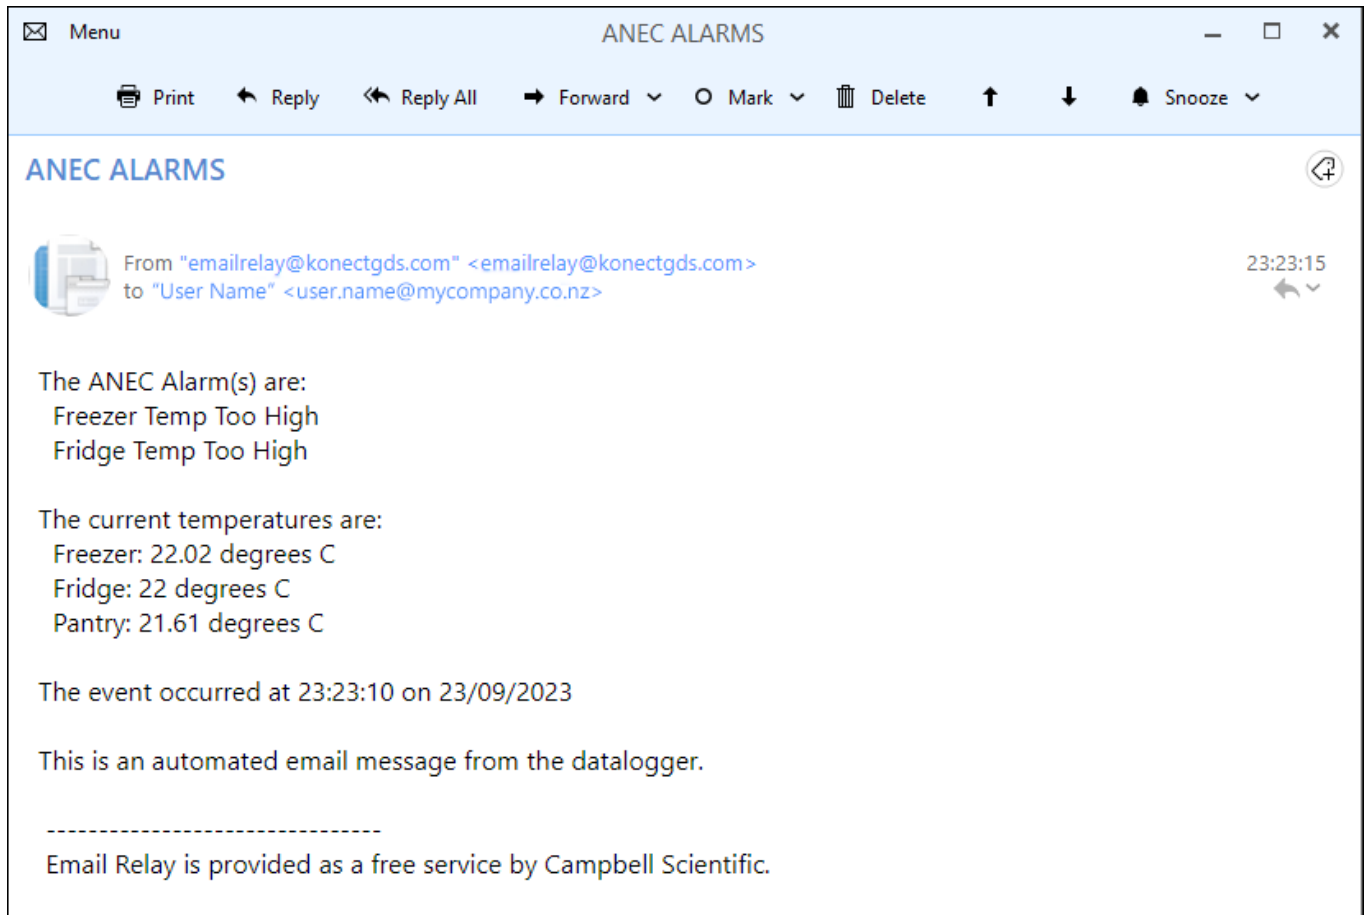 Menu
ANEC ALARMS
Print Reply Reply All Forward Mark Delete Snooze
ANEC ALARMS
From "emailrelay@konectgds.com" <emailrelay@konectgds.com>
23:23:15
to "User Name" <user.name@mycompany.co.nz>
The ANEC Alarm(s) are:
Freezer Temp Too High
Fridge Temp Too High
The current temperatures are:
Freezer: 22.02 degrees C
Fridge: 22 degrees C
Pantry: 21.61 degrees C
The event occurred at 23:23:10 on 23/09/2023
This is an automated email message from the datalogger.
--------------------------------
Email Relay is provided as a free service by Campbell Scientific.